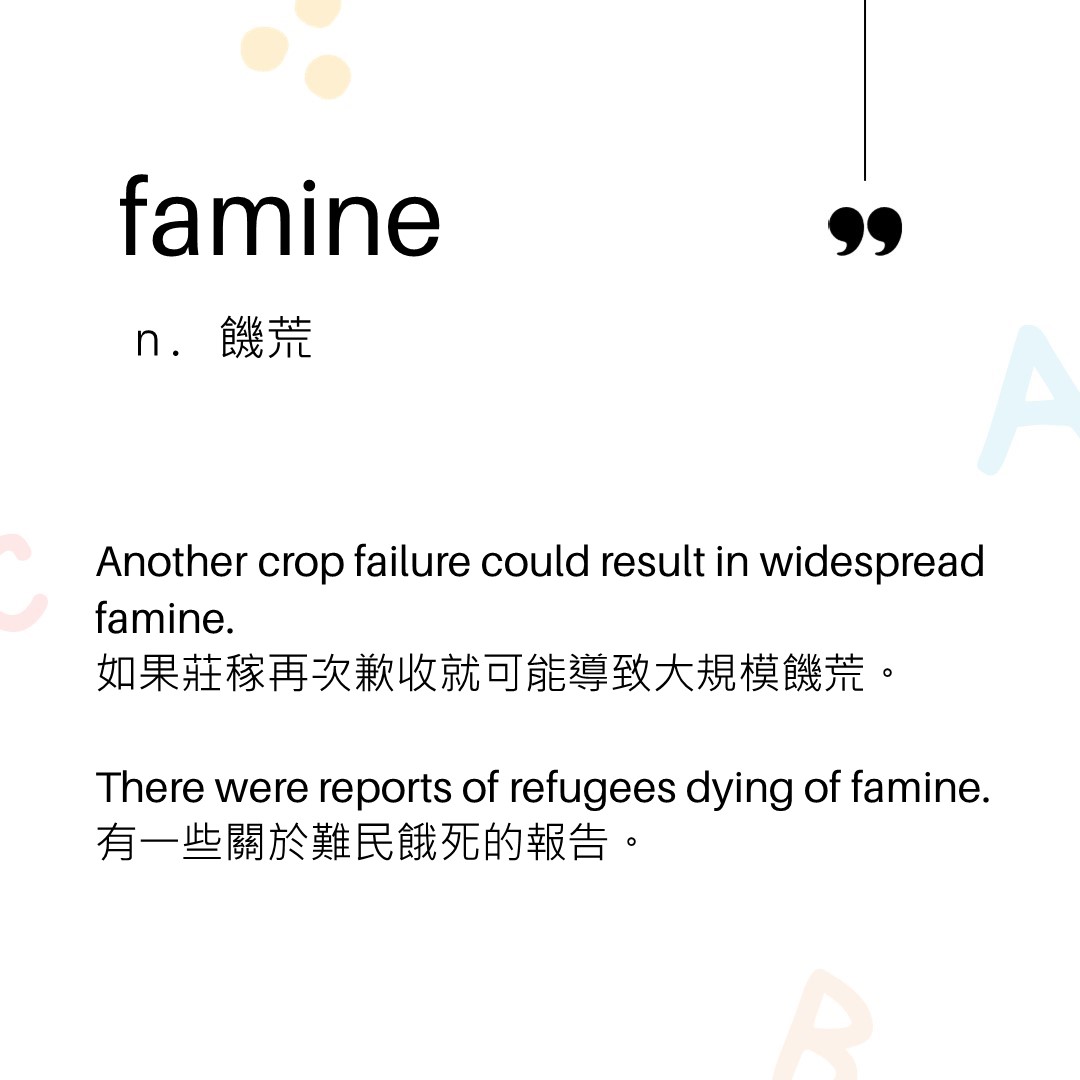 famine
n. 饑荒
Another crop failure could result in widespread
famine.
如果莊稼再次歉收就可能導致大規模饑荒。
There were reports of refugees dying of famine.
有一些關於難民餓死的報告。
A
C
B